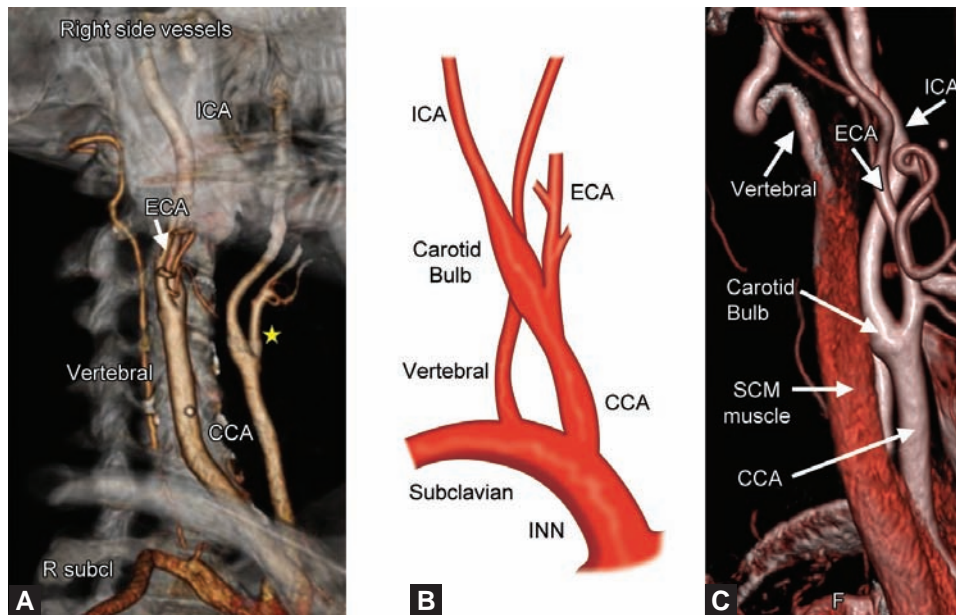 Right side vessels
ICA
ECA
Vertebral
CCA
R subcl
A
ICA
ECA
Carotid
Bulb
Vertebral
CCA
Subclavian
INN
B
ICA
ECA
Vertebral
Carotid
Bulb
SCM
muscle
CCA
F
C